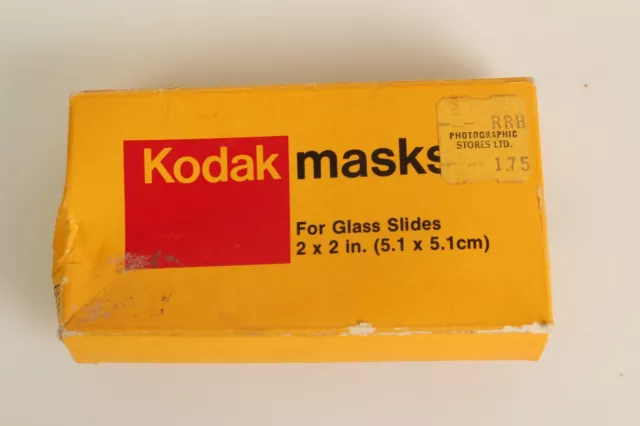 Kodak masks
For Glass Slides
2 x 2 in. (5.1 x 5.1cm)
RRH
PHOTOGRAPHIC
STORES LTD.
1.75